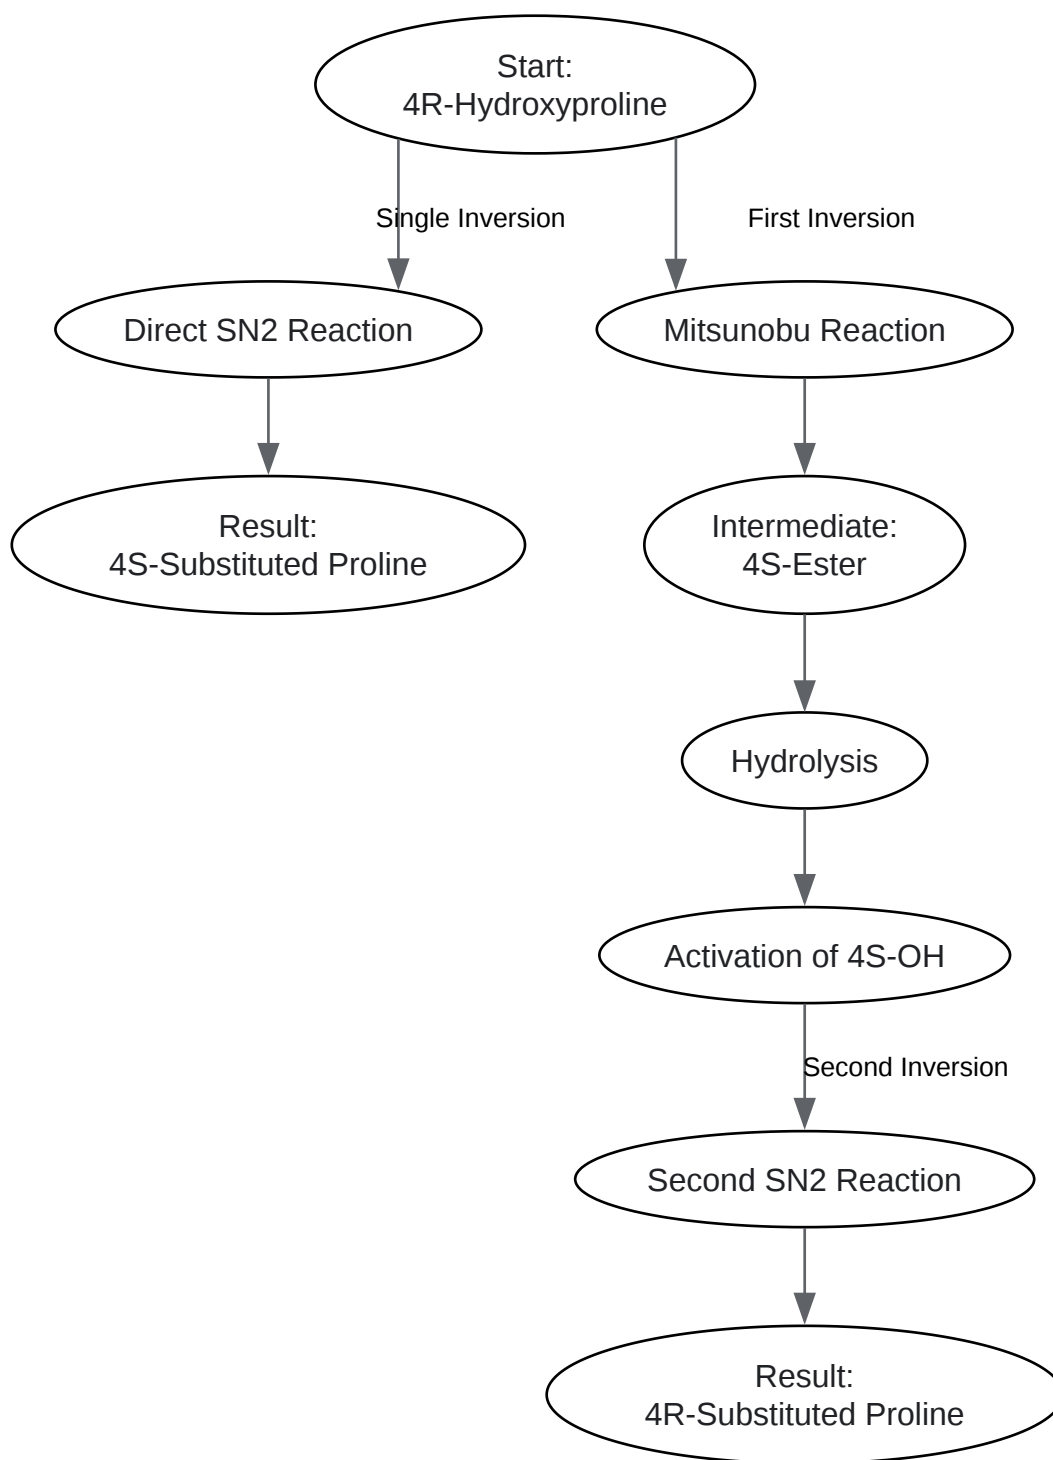 Start:
4R-Hydroxyproline
Single Inversion
First Inversion
Direct SN2 Reaction
Mitsunobu Reaction
Result:
4S-Substituted Proline
Intermediate:
4S-Ester
Hydrolysis
Activation of 4S-OH
Second Inversion
Second SN2 Reaction
Result:
4R-Substituted Proline